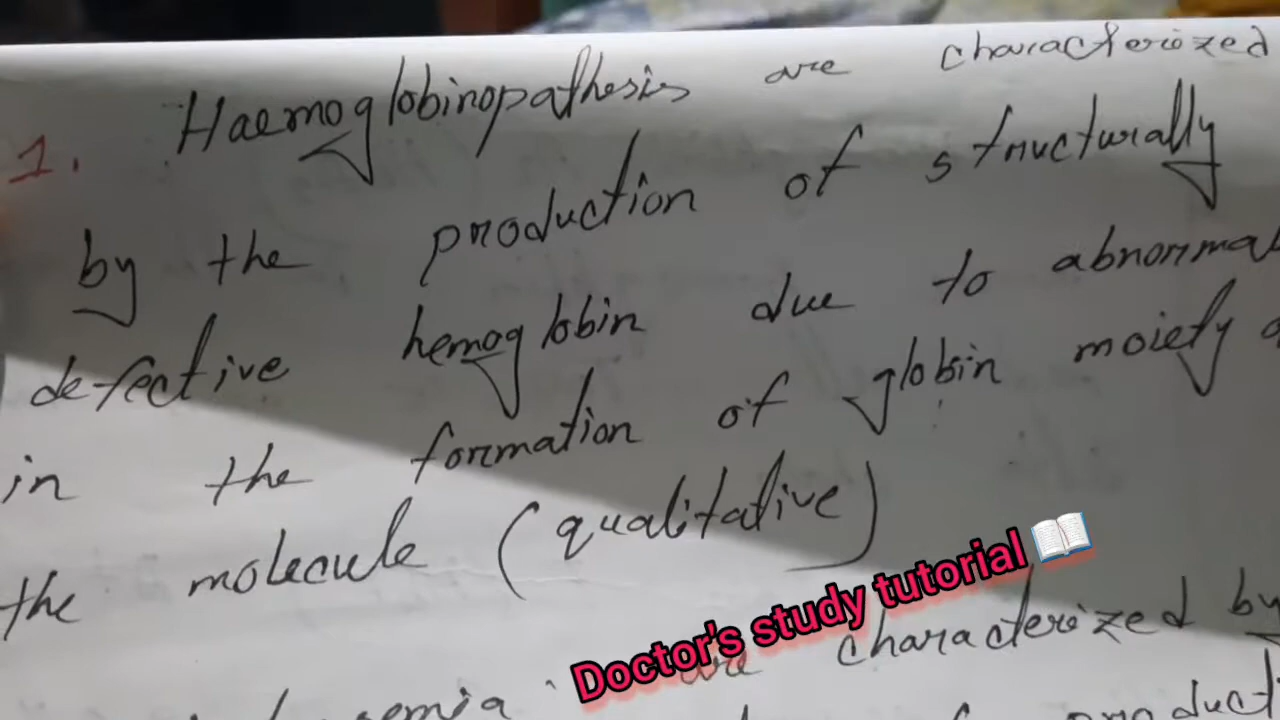 1. Haemoglobinopathesis are characterized
by the production of structurally
defective hemoglobin due to abnormal
in the formation of globin moiety
the molecule (qualitative)
Doctor's study tutorial 📖
are characterized by